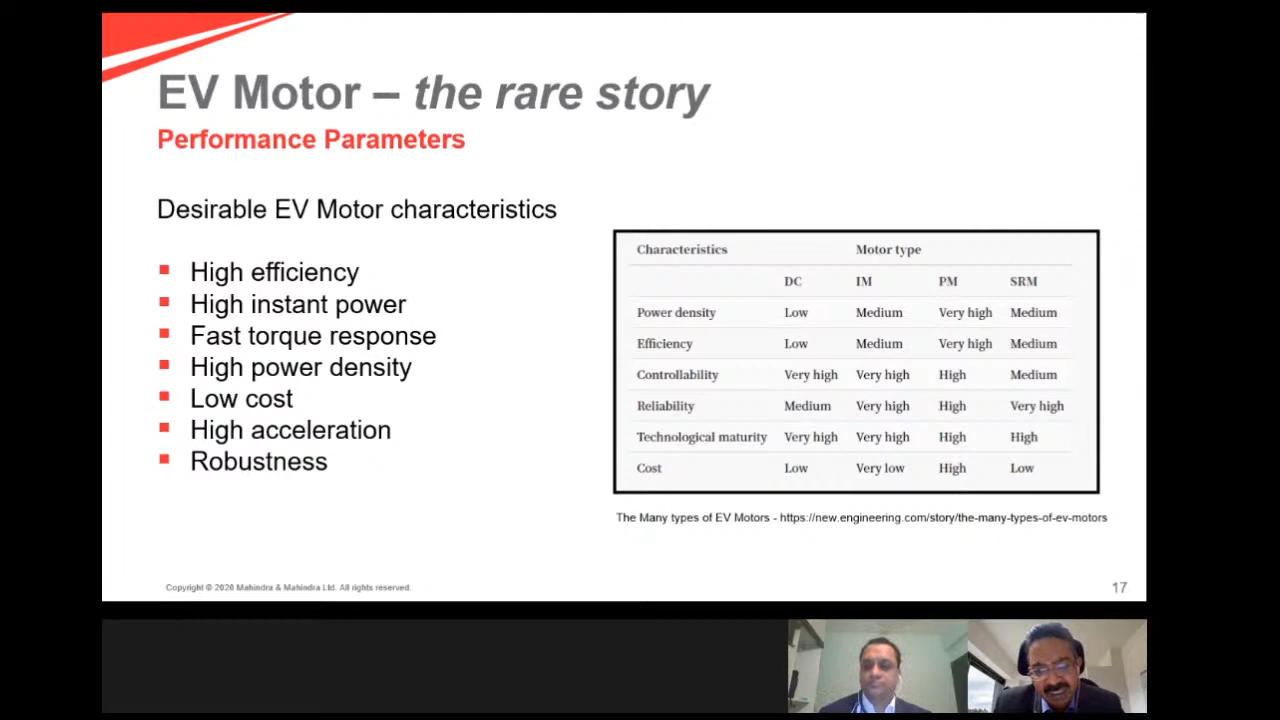 EV Motor – the rare story
Performance Parameters
Desirable EV Motor characteristics
▪ High efficiency
▪ High instant power
▪ Fast torque response
▪ High power density
▪ Low cost
▪ High acceleration
▪ Robustness
Characteristics Motor type
DC IM PM SRM
Power density Low Medium Very high Medium
Efficiency Low Medium Very high Medium
Controllability Very high Very high High Medium
Reliability Medium Very high High Very high
Technological maturity Very high Very high High High
Cost Low Very low High Low
The Many types of EV Motors - https://new.engineering.com/story/the-many-types-of-ev-motors
Copyright © 2020 Mahindra & Mahindra Ltd. All rights reserved.
17